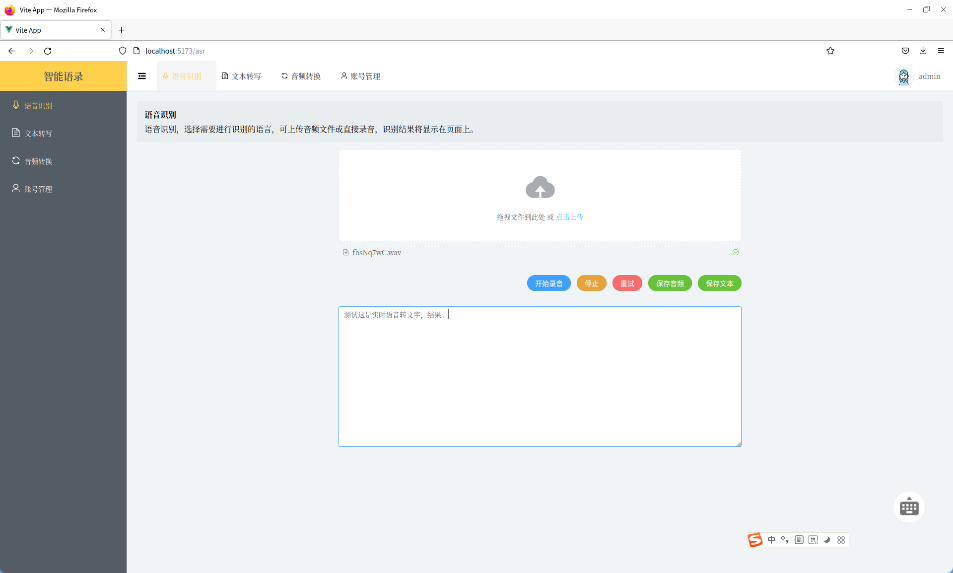 Vite App — Mozilla Firefox
Vite App
localhost:5173/asr
智能语录
语音识别
文本转写
音频转换
账号管理
admin
语音识别
文本转写
音频转换
账号管理
语音识别
语音识别，选择需要进行识别的语言，可上传音频文件或直接录音，识别结果将显示在页面上。
拖拽文件到此处 或 点击上传
fbsNq7wC.wav
开始录音
停止
重试
保存音频
保存文本
测试这是实时语音转文字，结果。
中